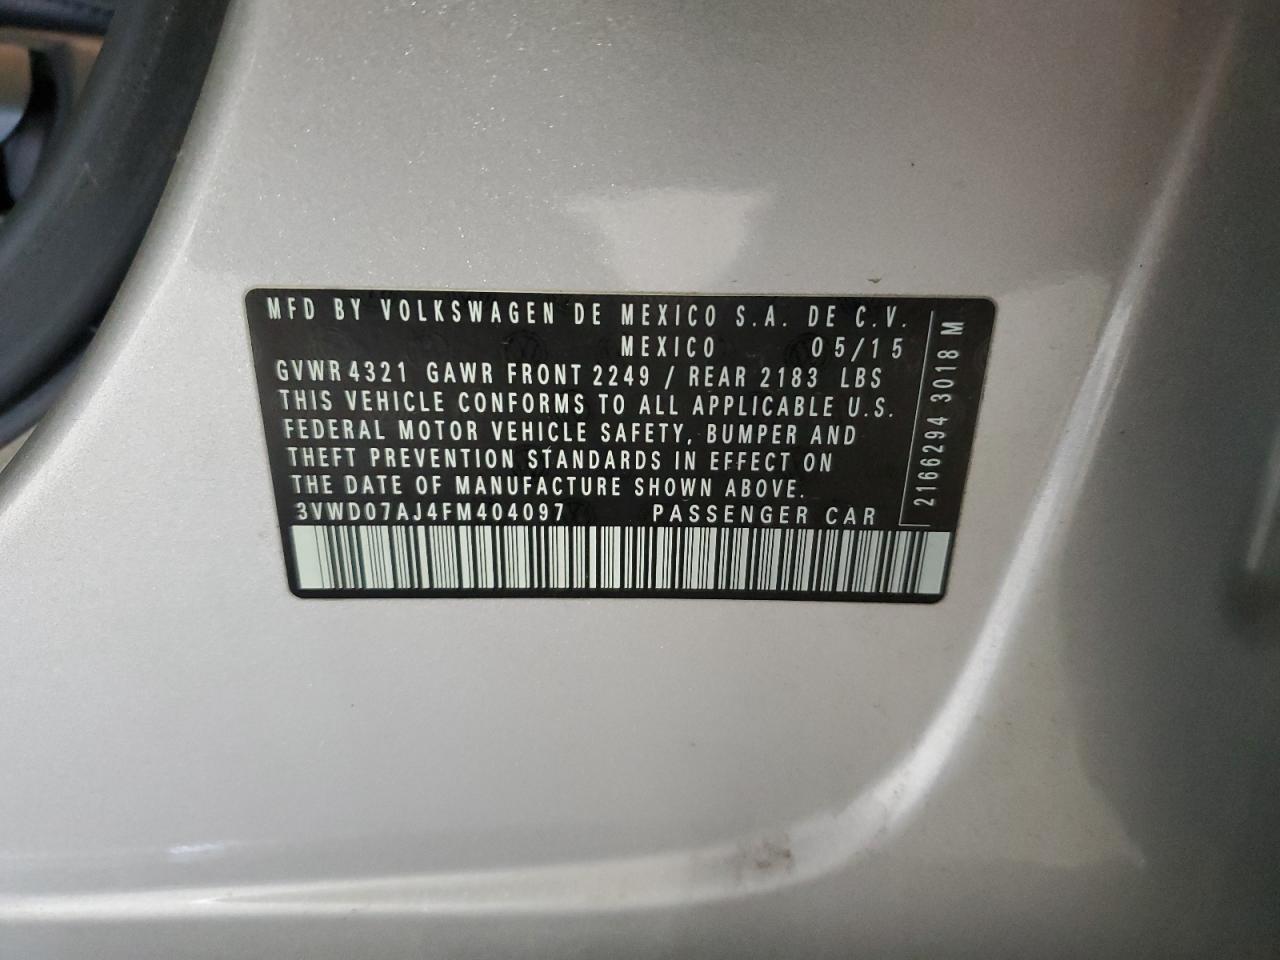 MFD BY VOLKSWAGEN DE MEXICO S.A. DE C.V.
MEXICO 05/15
GVWR 4321 GAWR FRONT 2249 / REAR 2183 LBS
THIS VEHICLE CONFORMS TO ALL APPLICABLE U.S.
FEDERAL MOTOR VEHICLE SAFETY, BUMPER AND
THEFT PREVENTION STANDARDS IN EFFECT ON
THE DATE OF MANUFACTURE SHOWN ABOVE.
3VWD07AJ4FM404097 PASSENGER CAR
2166294 3018 M